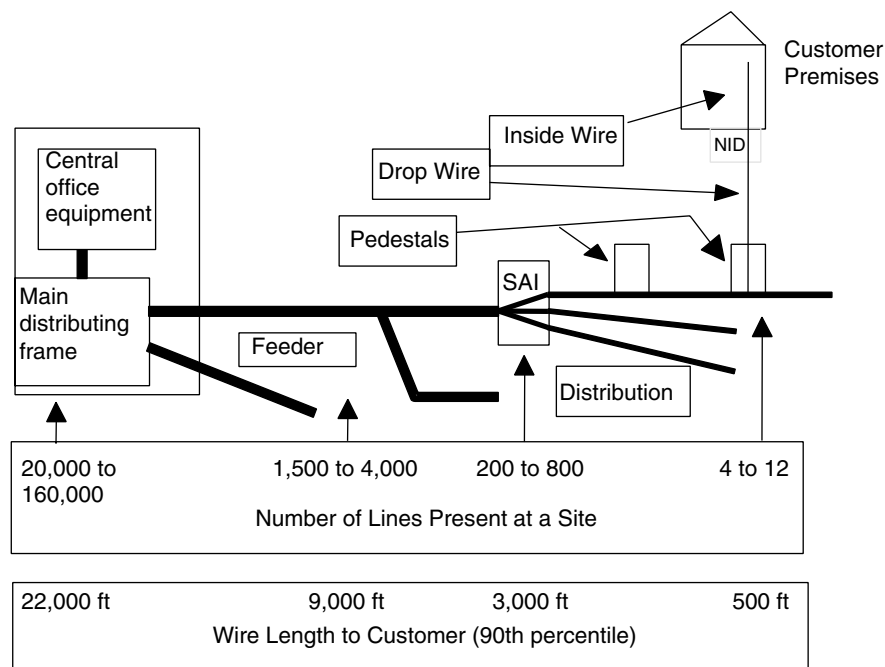 Customer
Premises
Inside Wire
NID
Central
office
equipment
Drop Wire
Pedestals
SAI
Main
distributing
frame
Feeder
Distribution
20,000 to
160,000
1,500 to 4,000
200 to 800
4 to 12
Number of Lines Present at a Site
22,000 ft
9,000 ft
3,000 ft
500 ft
Wire Length to Customer (90th percentile)